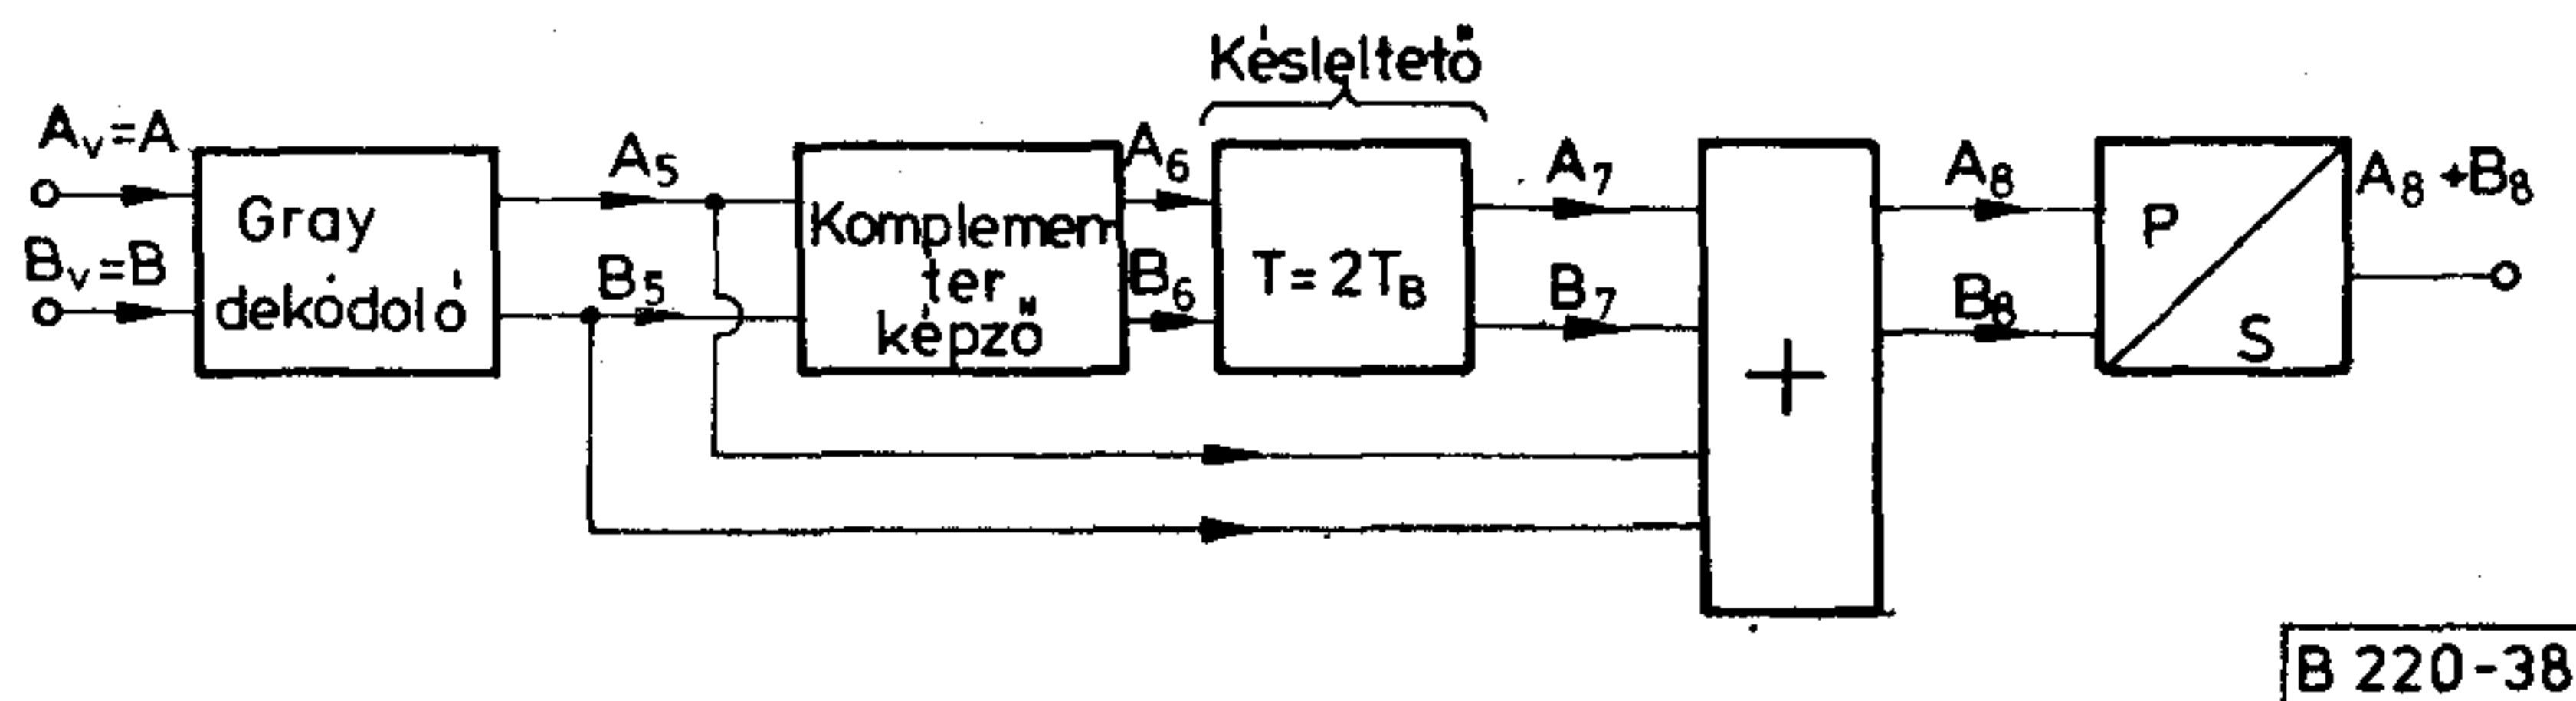 Késleltető
Aᵥ=A
Bᵥ=B
Gray
dekódoló
A₅
B₅
Komplemen
ter
képző
A₆
B₆
T=2T_B
A₇
B₇
+
A₈
B₈
P
S
A₈+B₈
B 220-38